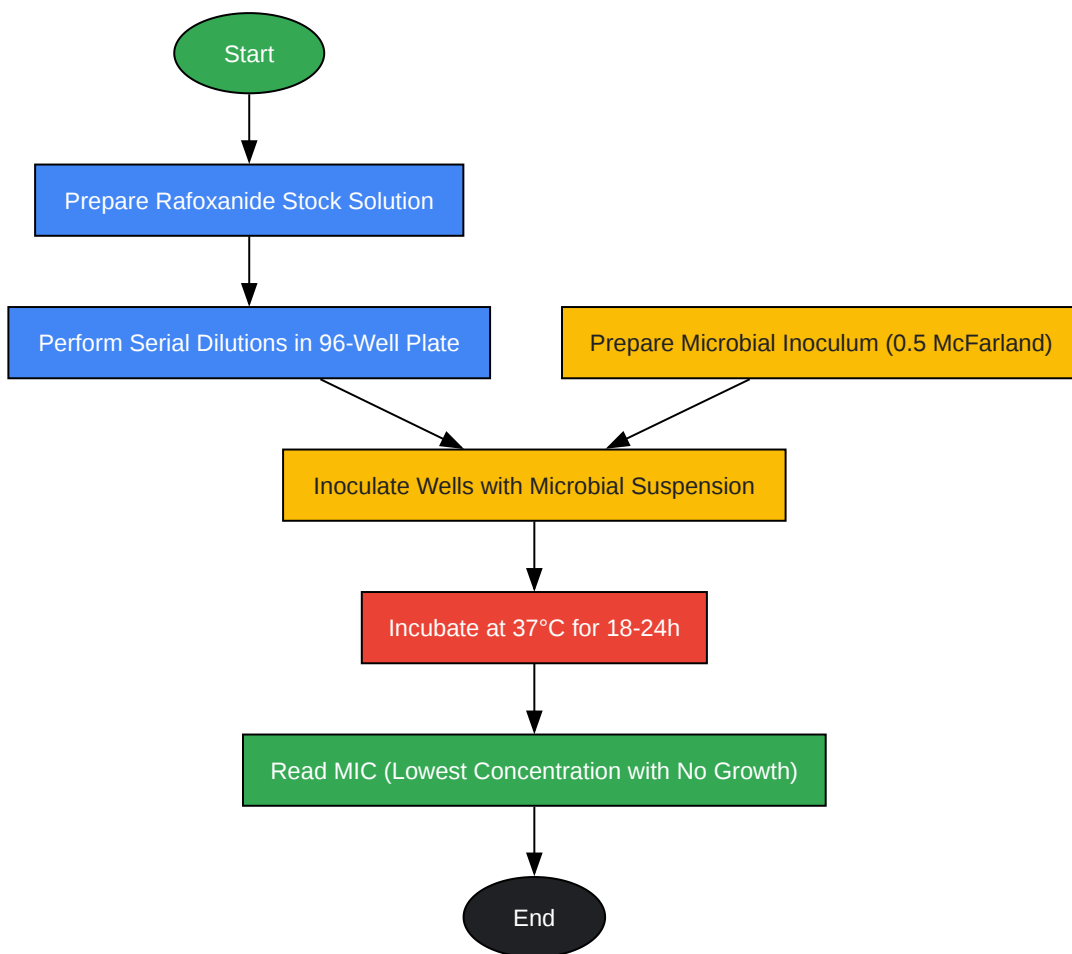 Start
Prepare Rafoxanide Stock Solution
Perform Serial Dilutions in 96-Well Plate
Prepare Microbial Inoculum (0.5 McFarland)
Inoculate Wells with Microbial Suspension
Incubate at 37°C for 18-24h
Read MIC (Lowest Concentration with No Growth)
End